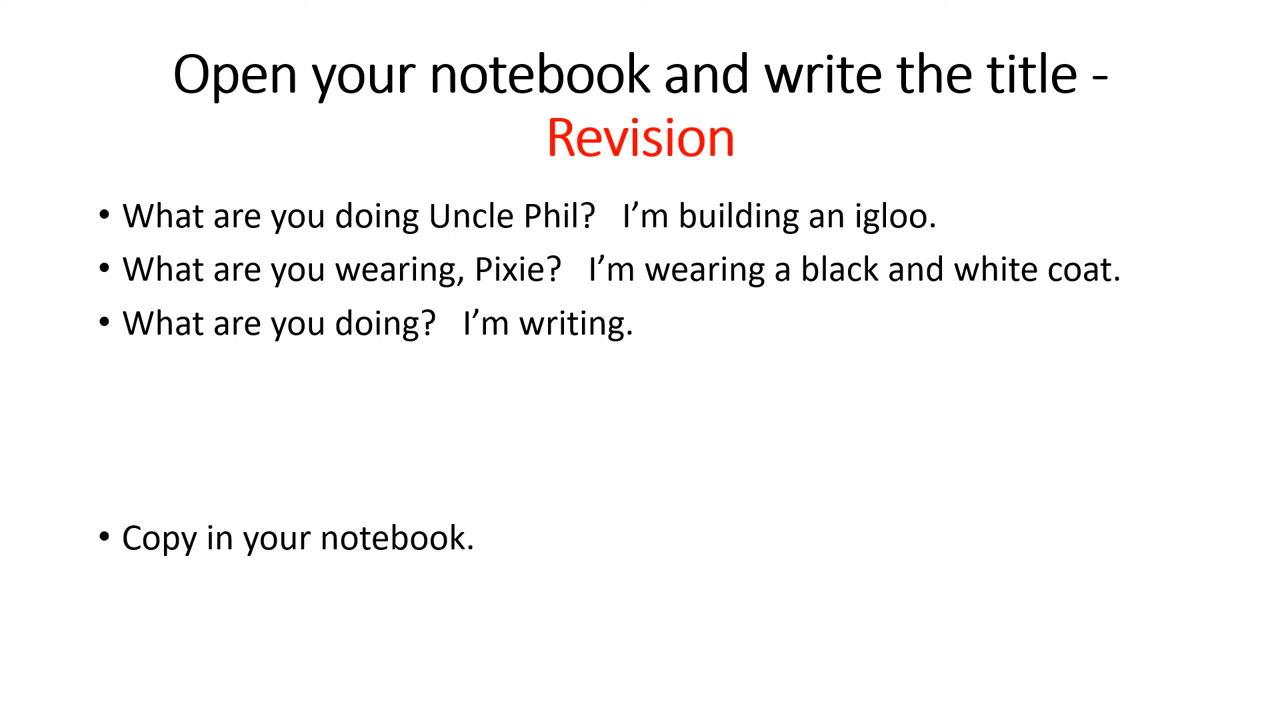 Open your notebook and write the title -
Revision
• What are you doing Uncle Phil?   I’m building an igloo.
• What are you wearing, Pixie?   I’m wearing a black and white coat.
• What are you doing?   I’m writing.
• Copy in your notebook.